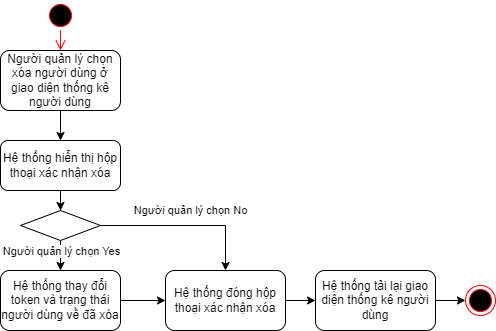 Người quản lý chọn
xóa người dùng ở
giao diện thống kê
người dùng
Hệ thống hiển thị hộp
thoại xác nhận xóa
Người quản lý chọn No
Người quản lý chọn Yes
Hệ thống thay đổi
token và trạng thái
người dùng về đã xóa
Hệ thống đóng hộp
thoại xác nhận xóa
Hệ thống tải lại giao
diện thống kê người
dùng